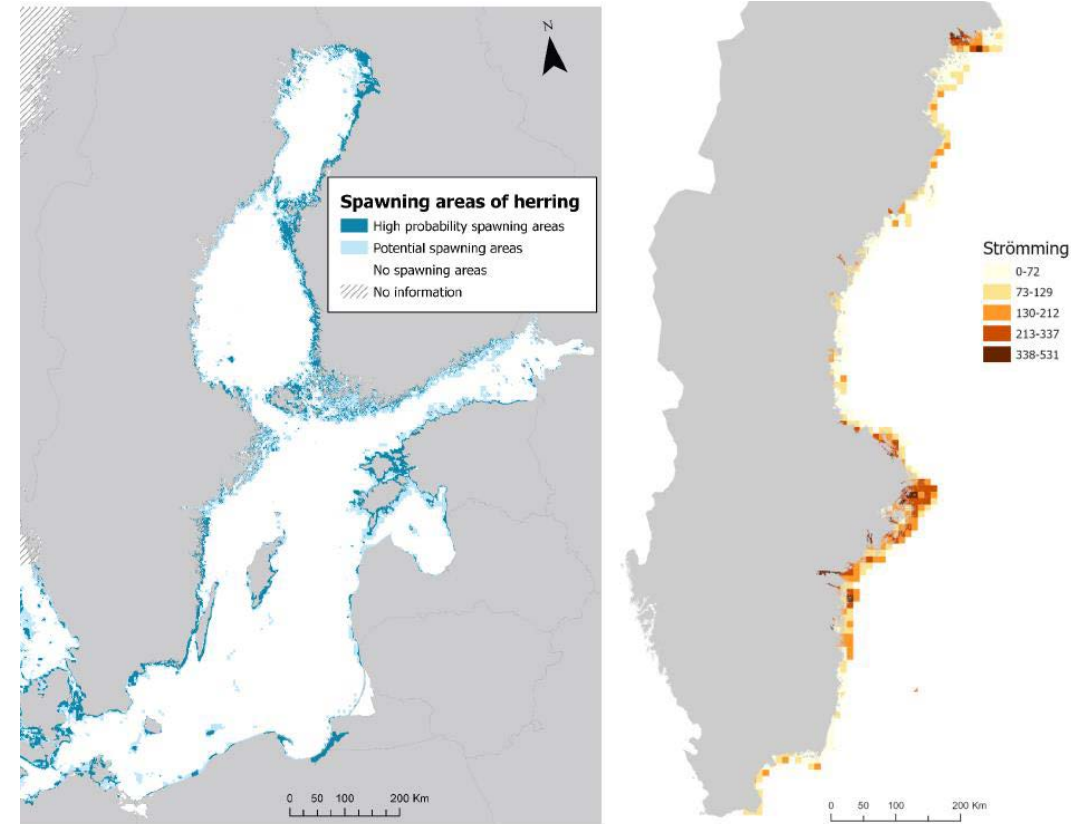 N
Spawning areas of herring
High probability spawning areas
Potential spawning areas
No spawning areas
No information
0 50 100 200 Km
Strömming
0-72
73-129
130-212
213-337
338-531
0 50 100 200 Km